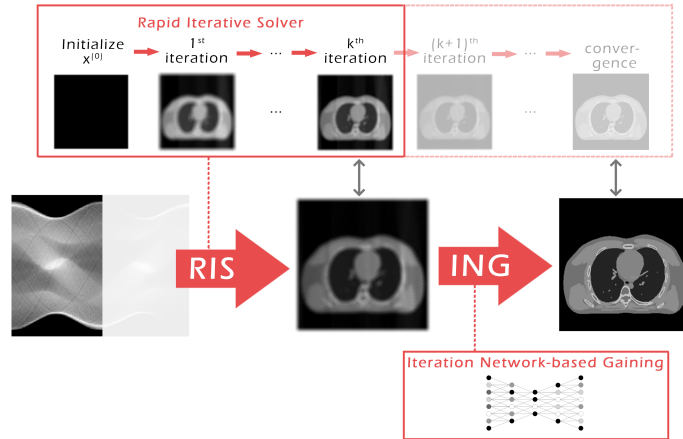 Rapid Iterative Solver
Initialize
x⁽⁰⁾
1ˢᵗ
iteration
...
kᵗʰ
iteration
(k+1)ᵗʰ
iteration
...
conver-
gence
...
RIS
ING
Iteration Network-based Gaining